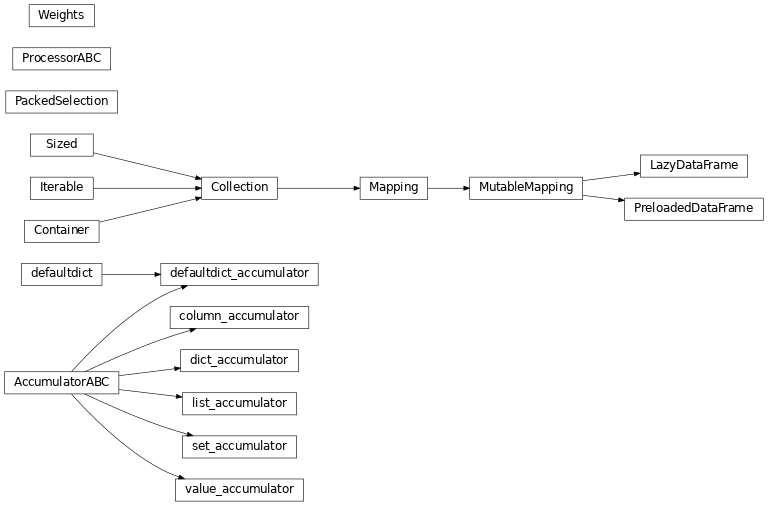 Weights
ProcessorABC
PackedSelection
Sized
Iterable
Container
Collection
Mapping
MutableMapping
LazyDataFrame
PreloadedDataFrame
defaultdict
defaultdict_accumulator
column_accumulator
dict_accumulator
AccumulatorABC
list_accumulator
set_accumulator
value_accumulator